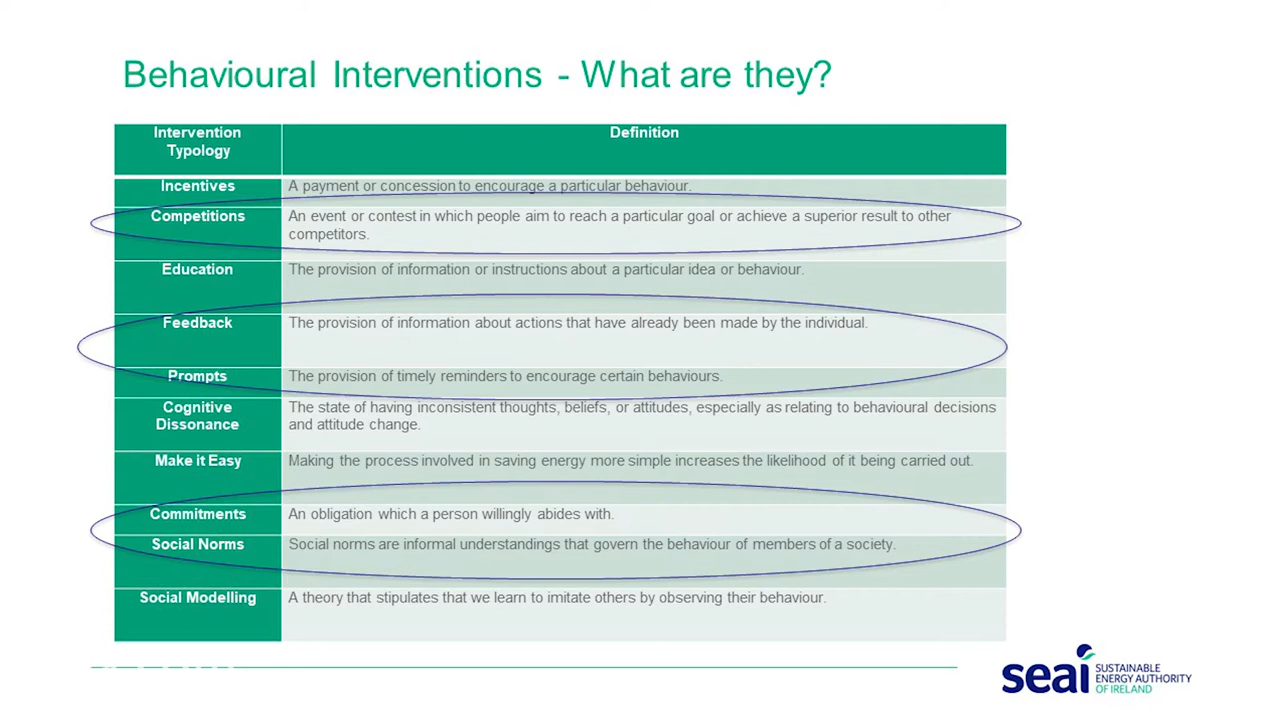 Behavioural Interventions - What are they?
Intervention
Typology
Definition
Incentives
A payment or concession to encourage a particular behaviour.
Competitions
An event or contest in which people aim to reach a particular goal or achieve a superior result to other
competitors.
Education
The provision of information or instructions about a particular idea or behaviour.
Feedback
The provision of information about actions that have already been made by the individual.
Prompts
The provision of timely reminders to encourage certain behaviours.
Cognitive
Dissonance
The state of having inconsistent thoughts, beliefs, or attitudes, especially as relating to behavioural decisions
and attitude change.
Make it Easy
Making the process involved in saving energy more simple increases the likelihood of it being carried out.
Commitments
An obligation which a person willingly abides with.
Social Norms
Social norms are informal understandings that govern the behaviour of members of a society.
Social Modelling
A theory that stipulates that we learn to imitate others by observing their behaviour.
seai
SUSTAINABLE
ENERGY AUTHORITY
OF IRELAND